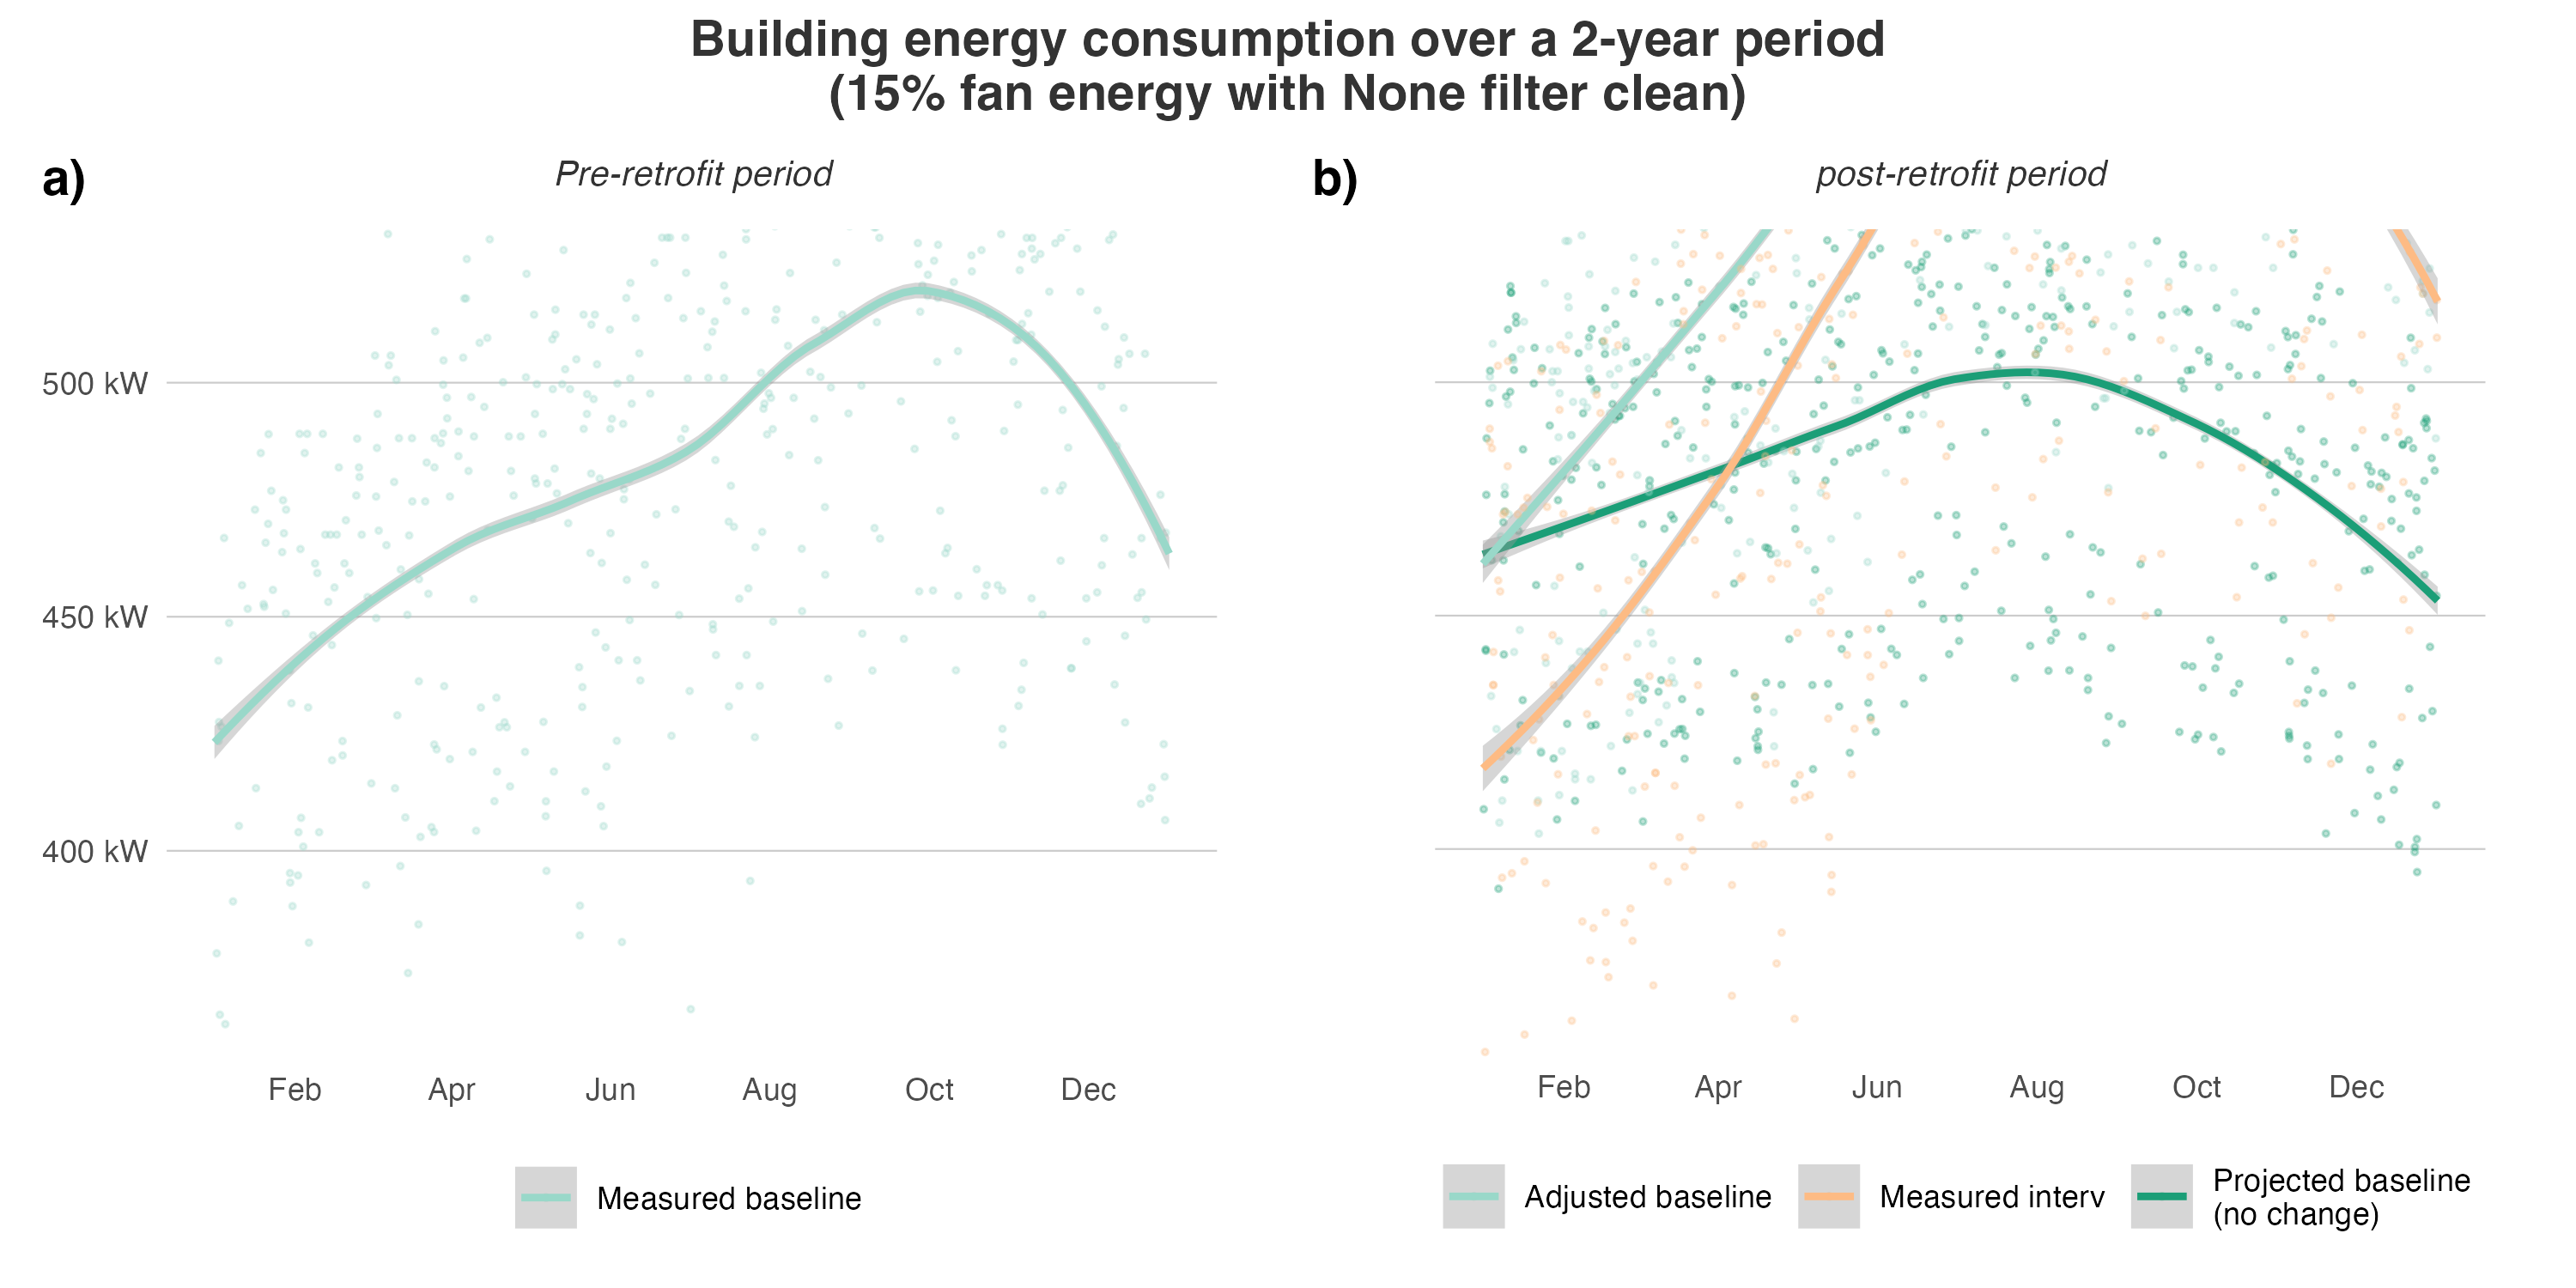 Building energy consumption over a 2-year period
(15% fan energy with None filter clean)
a)
Pre-retrofit period
500 kW
450 kW
400 kW
Feb Apr Jun Aug Oct Dec
Measured baseline
b)
post-retrofit period
Feb Apr Jun Aug Oct Dec
Adjusted baseline
Measured interv
Projected baseline
(no change)